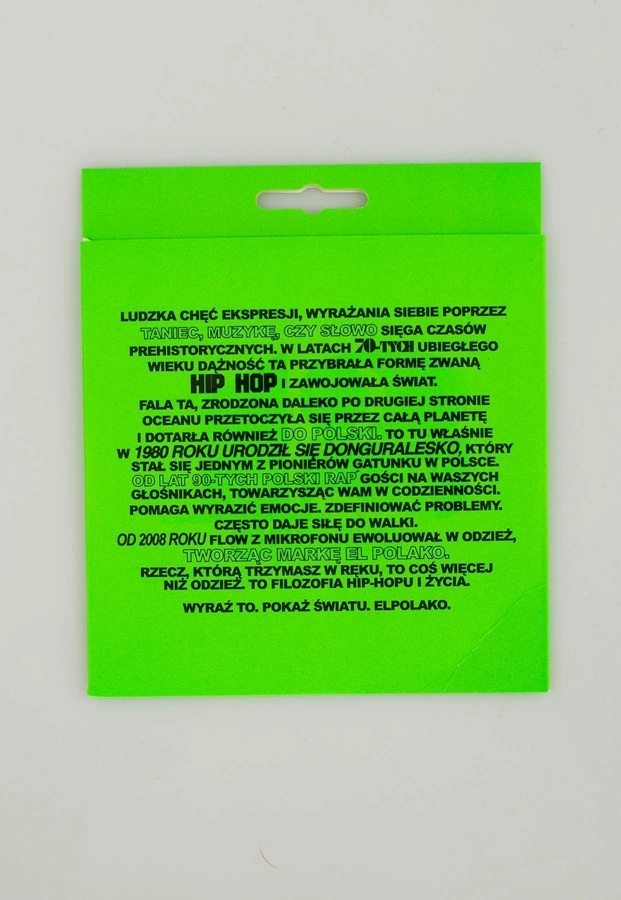 LUDZKA CHĘĆ EKSPRESJI, WYRAŻANIA SIEBIE POPRZEZ
TANIEC, MUZYKĘ, CZY SŁOWO SIĘGA CZASÓW
PREHISTORYCZNYCH. W LATACH 70-TYCH UBIEGŁEGO
WIEKU DĄŻNOŚĆ TA PRZYBRAŁA FORMĘ ZWANĄ
HIP HOP I ZAWOJOWAŁA ŚWIAT.
FALA TA, ZRODZONA DALEKO PO DRUGIEJ STRONIE
OCEANU PRZETOCZYŁA SIĘ PRZEZ CAŁĄ PLANETĘ
I DOTARŁA RÓWNIEŻ DO POLSKI. TO TU WŁAŚNIE
W 1980 ROKU URODZIŁ SIĘ DONGURALESKO, KTÓRY
STAŁ SIĘ JEDNYM Z PIONIERÓW GATUNKU W POLSCE.
OD LAT 90-TYCH POLSKI RAP GOŚCI NA WASZYCH
GŁOŚNIKACH, TOWARZYSZĄC WAM W CODZIENNOŚCI.
POMAGA WYRAZIĆ EMOCJE. ZDEFINIOWAĆ PROBLEMY.
CZĘSTO DAJE SIŁĘ DO WALKI.
OD 2008 ROKU FLOW Z MIKROFONU EWOLUOWAŁ W ODZIEŻ,
TWORZĄC MARKĘ EL POLAKO.
RZECZ, KTÓRĄ TRZYMASZ W RĘKU, TO COŚ WIĘCEJ
NIŻ ODZIEŻ. TO FILOZOFIA HIP-HOPU I ŻYCIA.
WYRAŹ TO. POKAŻ ŚWIATU. ELPOLAKO.